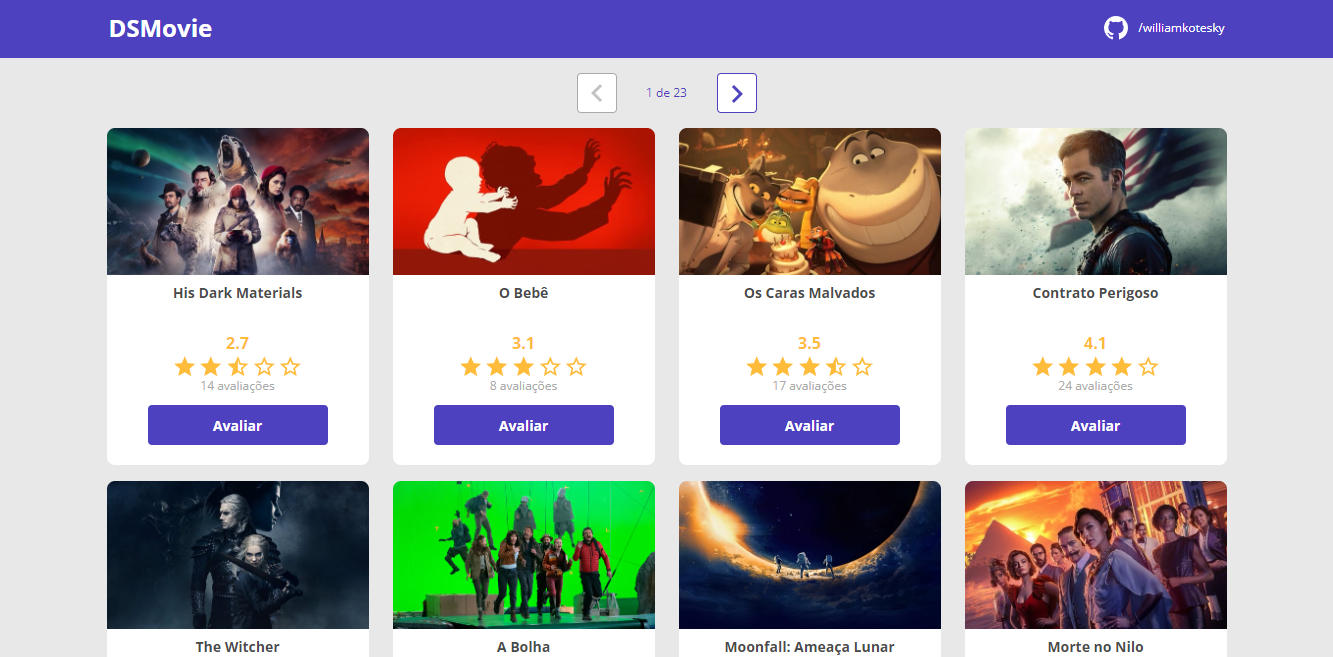 DSMovie
/williamkotesky
1 de 23
His Dark Materials
2.7
14 avaliações
Avaliar
O Bebê
3.1
8 avaliações
Avaliar
Os Caras Malvados
3.5
17 avaliações
Avaliar
Contrato Perigoso
4.1
24 avaliações
Avaliar
The Witcher
A Bolha
Moonfall: Ameaça Lunar
Morte no Nilo